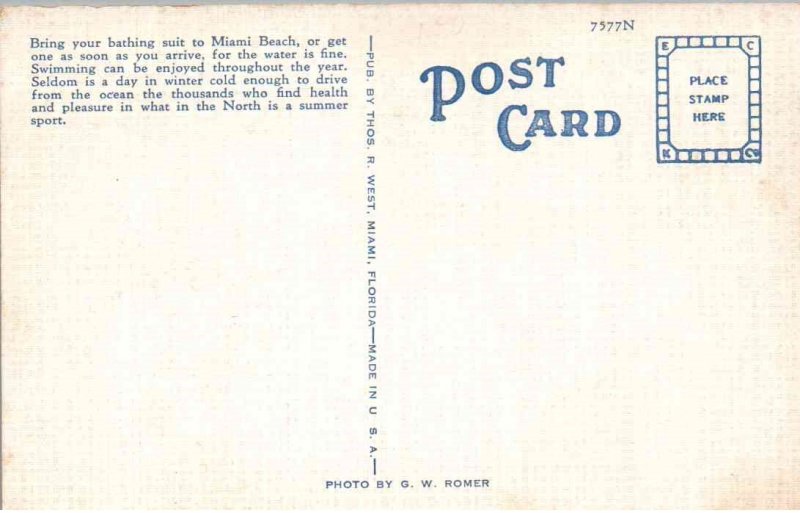 Bring your bathing suit to Miami Beach, or get
one as soon as you arrive, for the water is fine.
Swimming can be enjoyed throughout the year.
Seldom is a day in winter cold enough to drive
from the ocean the thousands who find health
and pleasure in what in the North is a summer
sport.
PUB. BY THOS. R. WEST, MIAMI, FLORIDA—MADE IN U. S. A.
7577N
POST
CARD
E C
PLACE
STAMP
HERE
K
PHOTO BY G. W. ROMER